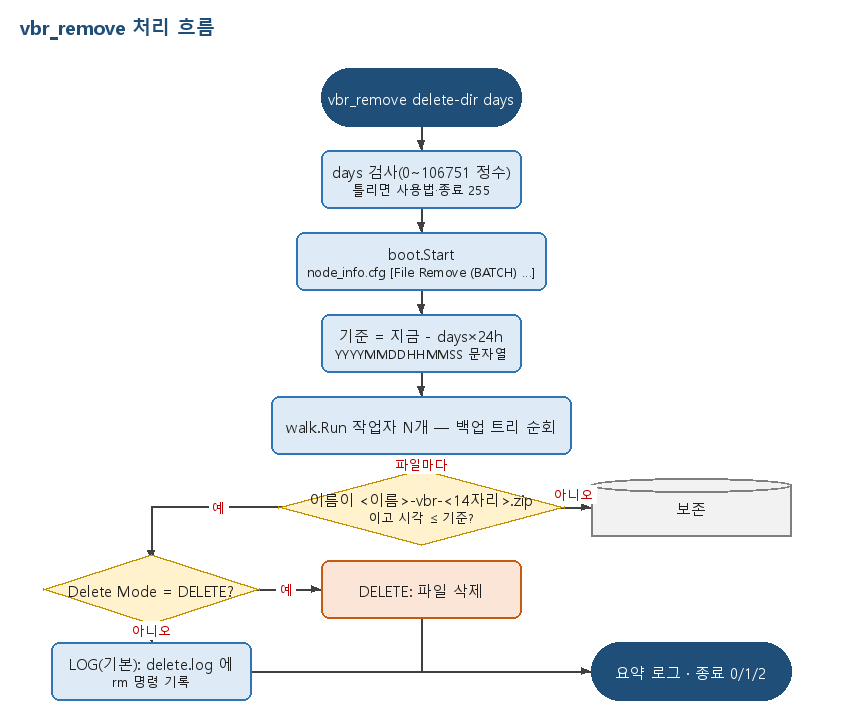 vbr_remove 처리 흐름
vbr_remove delete-dir days
days 검사(0~106751 정수)
틀리면 사용법·종료 255
boot.Start
node_info.cfg [File Remove (BATCH) ...]
기준 = 지금 - days×24h
YYYYMMDDHHMMSS 문자열
walk.Run 작업자 N개 — 백업 트리 순회
파일마다
이름이 <이름>-vbr-<14자리>.zip
이고 시각 ≤ 기준?
아니오
보존
예
Delete Mode = DELETE?
예
DELETE: 파일 삭제
아니오
LOG(기본): delete.log 에
rm 명령 기록
요약 로그 · 종료 0/1/2